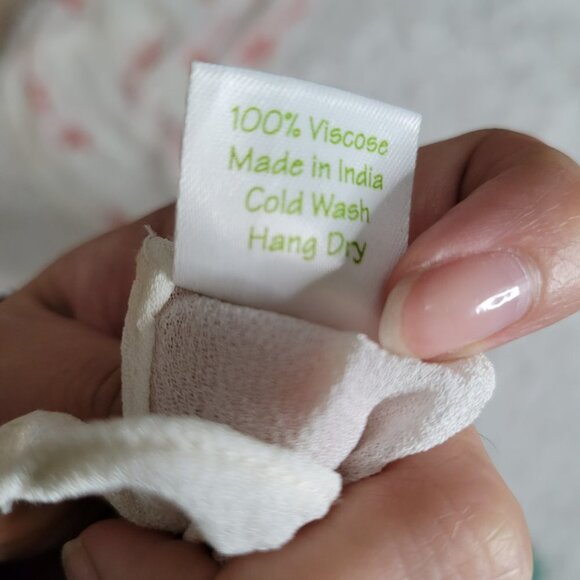 100% Viscose
Made in India
Cold Wash
Hang Dry